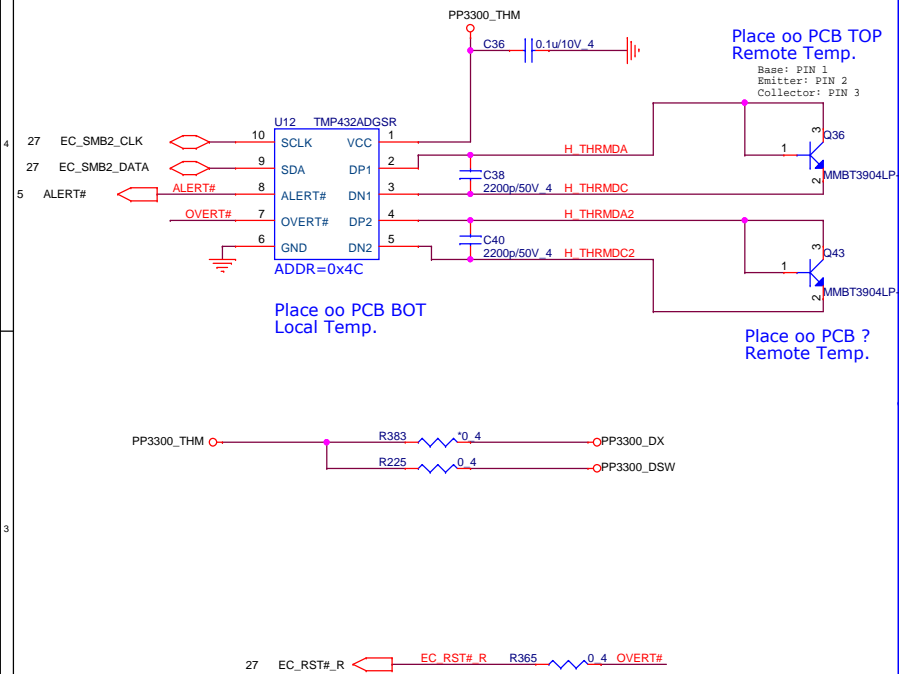 PP3300_THM
C36 0.1u/10V_4
Place oo PCB TOP
Remote Temp.
Base: PIN 1
Emitter: PIN 2
Collector: PIN 3
U12 TMP432ADGSR
4
27 EC_SMB2_CLK
10 SCLK VCC 1
27 EC_SMB2_DATA
9 SDA DP1 2
5 ALERT# ALERT#
8 ALERT# DN1 3
OVERT# 7 OVERT# DP2 4
6 GND DN2 5
ADDR=0x4C
H_THRMDA
C38
2200p/50V_4 H_THRMDC
3
Q36
1
MMBT3904LP-
2
H_THRMDA2
C40
2200p/50V_4 H_THRMDC2
3
Q43
1
MMBT3904LP-
2
Place oo PCB BOT
Local Temp.
Place oo PCB ?
Remote Temp.
PP3300_THM R383 *0_4 PP3300_DX
R225 0_4 PP3300_DSW
3
27 EC_RST#_R EC_RST#_R R365 0_4 OVERT#